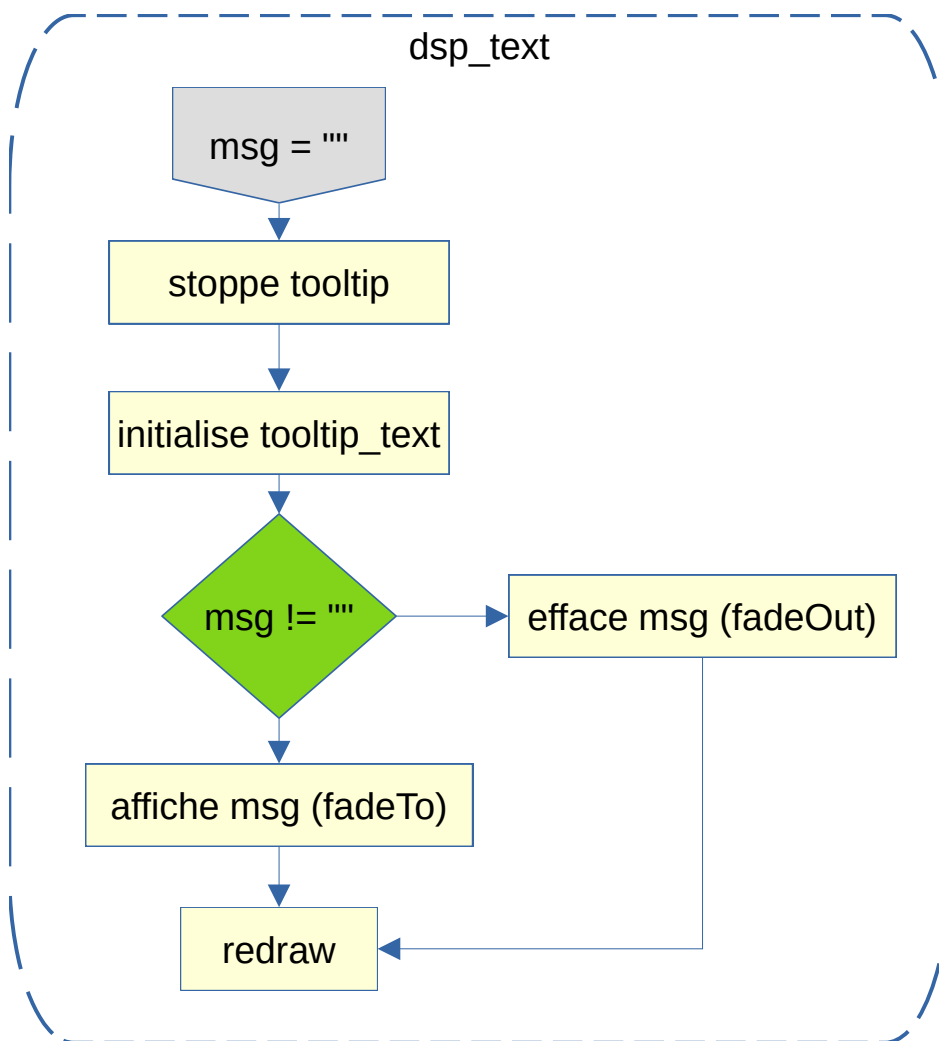 dsp_text
msg = ""
stoppe tooltip
initialise tooltip_text
msg != ""
efface msg (fadeOut)
affiche msg (fadeTo)
redraw